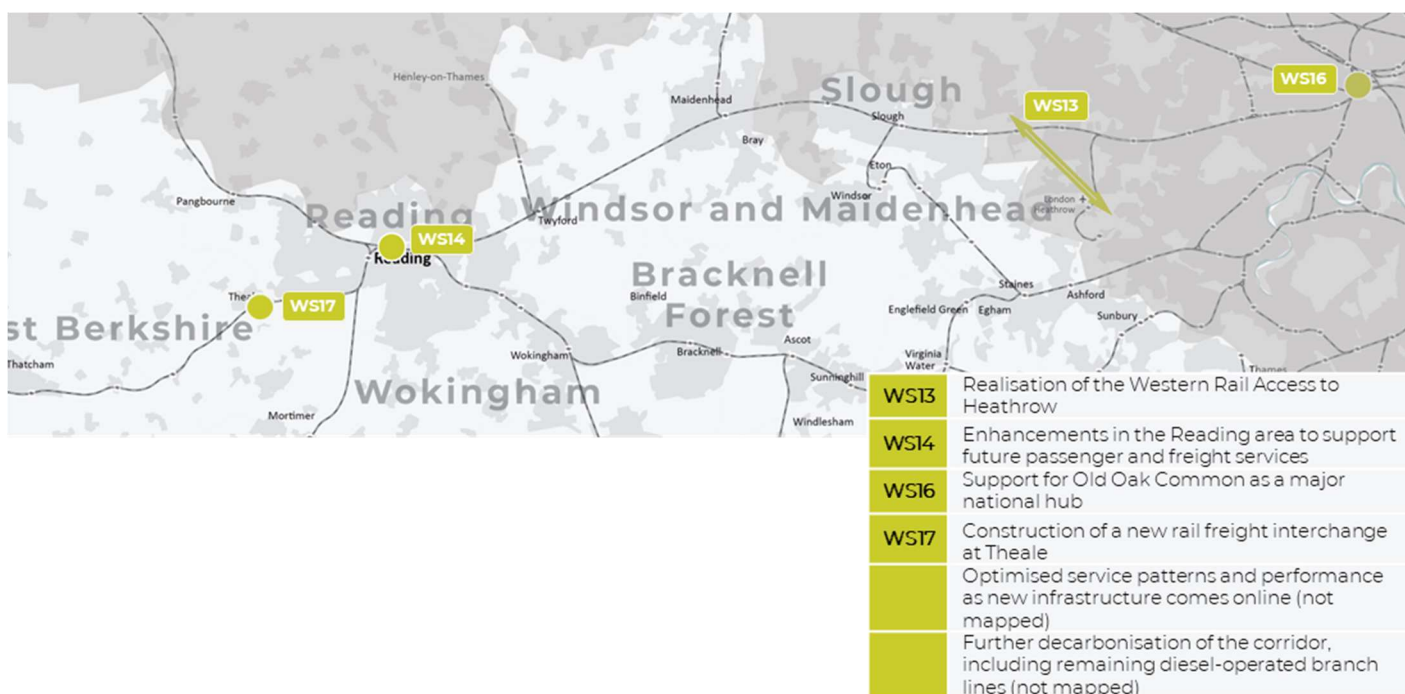 Henley-on-Thames
Maidenhead
Slough
WS13
WS16
Slough
Bray
Eton
Windsor
Pangbourne
Reading
WS14
Twyford
Windsor and Maidenhead
London
Heathrow
Reading
Bracknell
Forest
Binfield
Staines
Ashford
Theale
WS17
st Berkshire
Englefield Green
Egham
Sunbury
Thatcham
Wokingham
Bracknell
Ascot
Virginia
Water
Thames
Wokingham
Sunninghill
Mortimer
Windlesham
WS13
Realisation of the Western Rail Access to
Heathrow
WS14
Enhancements in the Reading area to support
future passenger and freight services
WS16
Support for Old Oak Common as a major
national hub
WS17
Construction of a new rail freight interchange
at Theale
Optimised service patterns and performance
as new infrastructure comes online (not
mapped)
Further decarbonisation of the corridor,
including remaining diesel-operated branch
lines (not mapped)